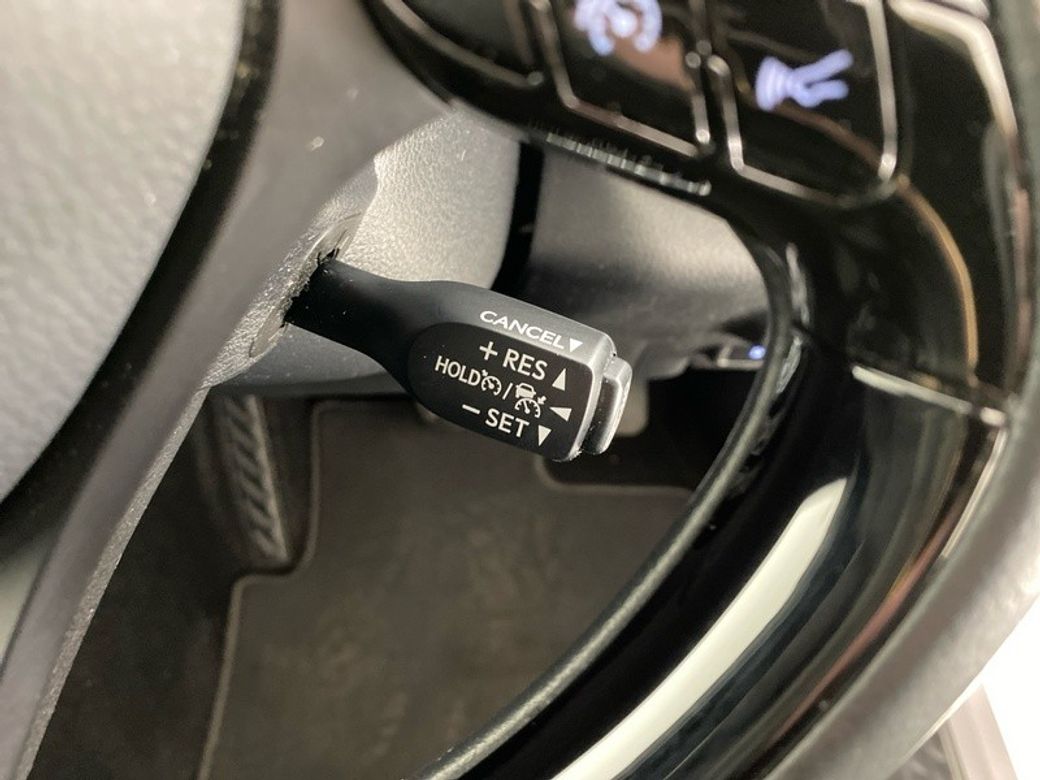 CANCEL▼
+ RES ▲
HOLD / ◀
− SET ▼